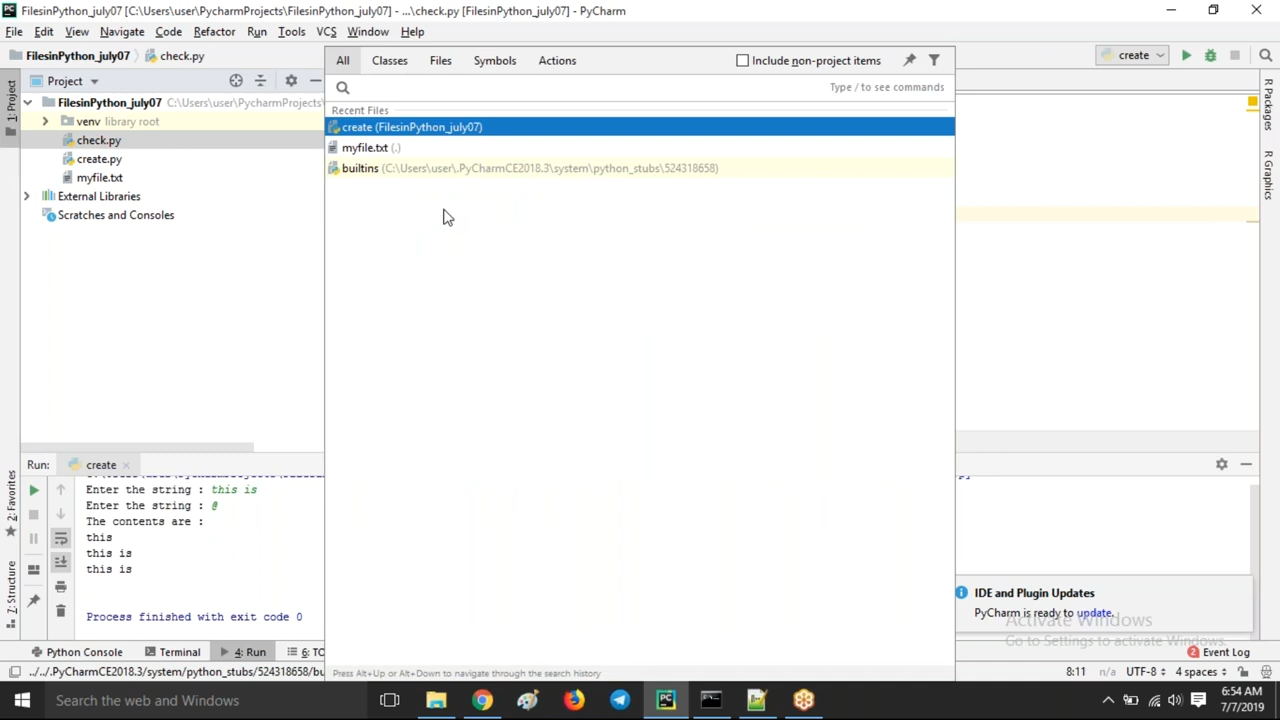 FilesinPython_july07 [C:\Users\user\PycharmProjects\FilesinPython_july07] - ...\check.py [FilesinPython_july07] - PyCharm
File Edit View Navigate Code Refactor Run Tools VCS Window Help
FilesinPython_july07 check.py
create
Project
All Classes Files Symbols Actions Include non-project items
Type / to see commands
FilesinPython_july07 C:\Users\user\PycharmProjects\
Recent Files
venv library root
create (FilesinPython_july07)
check.py
myfile.txt (.)
create.py
builtins (C:\Users\user\.PyCharmCE2018.3\system\python_stubs\524318658)
myfile.txt
External Libraries
Scratches and Consoles
1: Project
R Packages
R Graphics
2: Favorites
Z: Structure
Run: create
Enter the string : this is
Enter the string : @
The contents are :
this
this is
this is
Process finished with exit code 0
IDE and Plugin Updates
PyCharm is ready to update.
Activate Windows
Go to Settings to activate Windows.
Python Console Terminal 4: Run 6: TO
2 Event Log
Press Alt+Up or Alt+Down to navigate through the search history
../../.PyCharmCE2018.3/system/python_stubs/524318658/bu
8:11 n/a UTF-8 4 spaces
Search the web and Windows
6:54 AM
7/7/2019